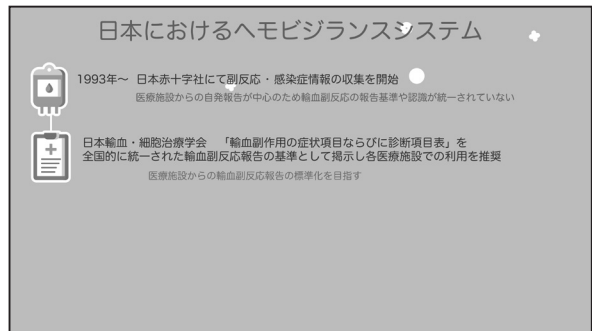 日本におけるヘモビジランスシステム
1993年～ 日本赤十字社にて副反応・感染症情報の収集を開始
医療施設からの自発報告が中心のため輸血副反応の報告基準や認識が統一されていない
日本輸血・細胞治療学会 「輸血副作用の症状項目ならびに診断項目表」を
全国的に統一された輸血副反応報告の基準として掲示し各医療施設での利用を推奨
医療施設からの輸血副反応報告の標準化を目指す